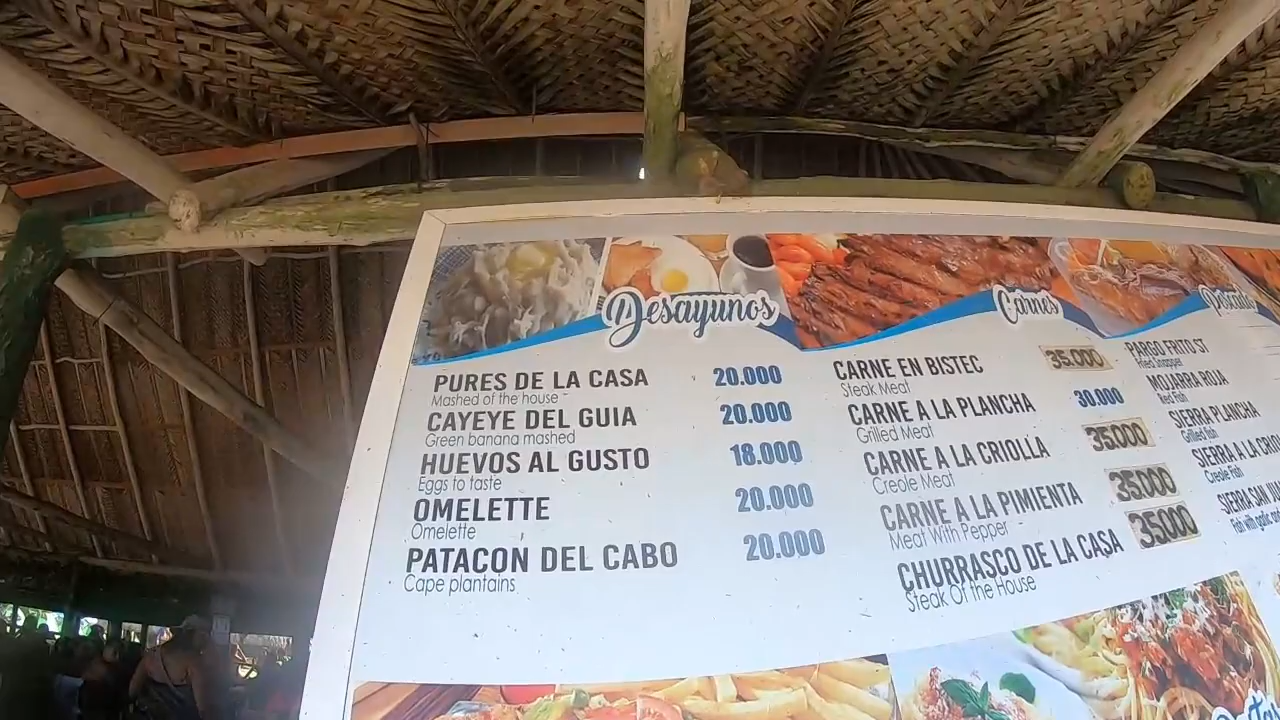 Desayunos
PURES DE LA CASA 20.000
Mashed of the house
CAYEYE DEL GUIA 20.000
Green banana mashed
HUEVOS AL GUSTO 18.000
Eggs to taste
OMELETTE 20.000
Omelette
PATACON DEL CABO 20.000
Cape plantains
Carnes
CARNE EN BISTEC 35.000
Steak Meat
CARNE A LA PLANCHA 30.000
Grilled Meat
CARNE A LA CRIOLLA 35.000
Creole Meat
CARNE A LA PIMIENTA 35.000
Meat With Pepper
CHURRASCO DE LA CASA 35.000
Steak Of the House
PARGO FRITO ST
Fried Snapper
MOJARRA ROJA
Red Fish
SIERRA PLANCHA
Grilled fish
SIERRA A LA
Creole Fish
SIERRA SAN
Fish with garlic